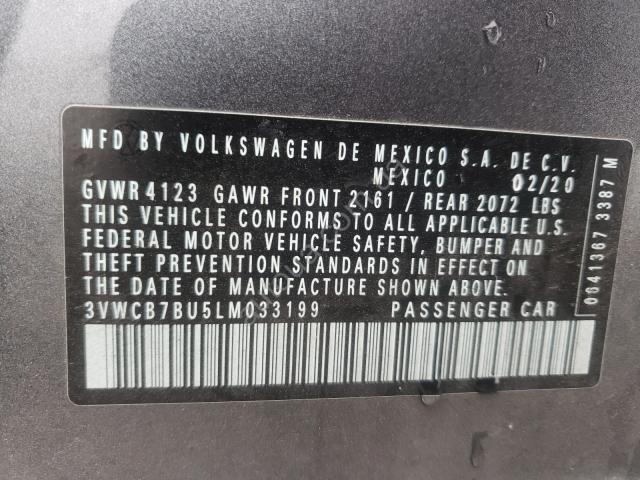 MFD BY VOLKSWAGEN DE MEXICO S.A. DE C.V.
MEXICO 02/20
GVWR 4123 GAWR FRONT 2161 / REAR 2072 LBS
THIS VEHICLE CONFORMS TO ALL APPLICABLE U.S.
FEDERAL MOTOR VEHICLE SAFETY, BUMPER AND
THEFT PREVENTION STANDARDS IN EFFECT ON
THE DATE OF MANUFACTURE SHOWN ABOVE.
3VWCB7BU5LM033199 PASSENGER CAR
0641367 3387 M